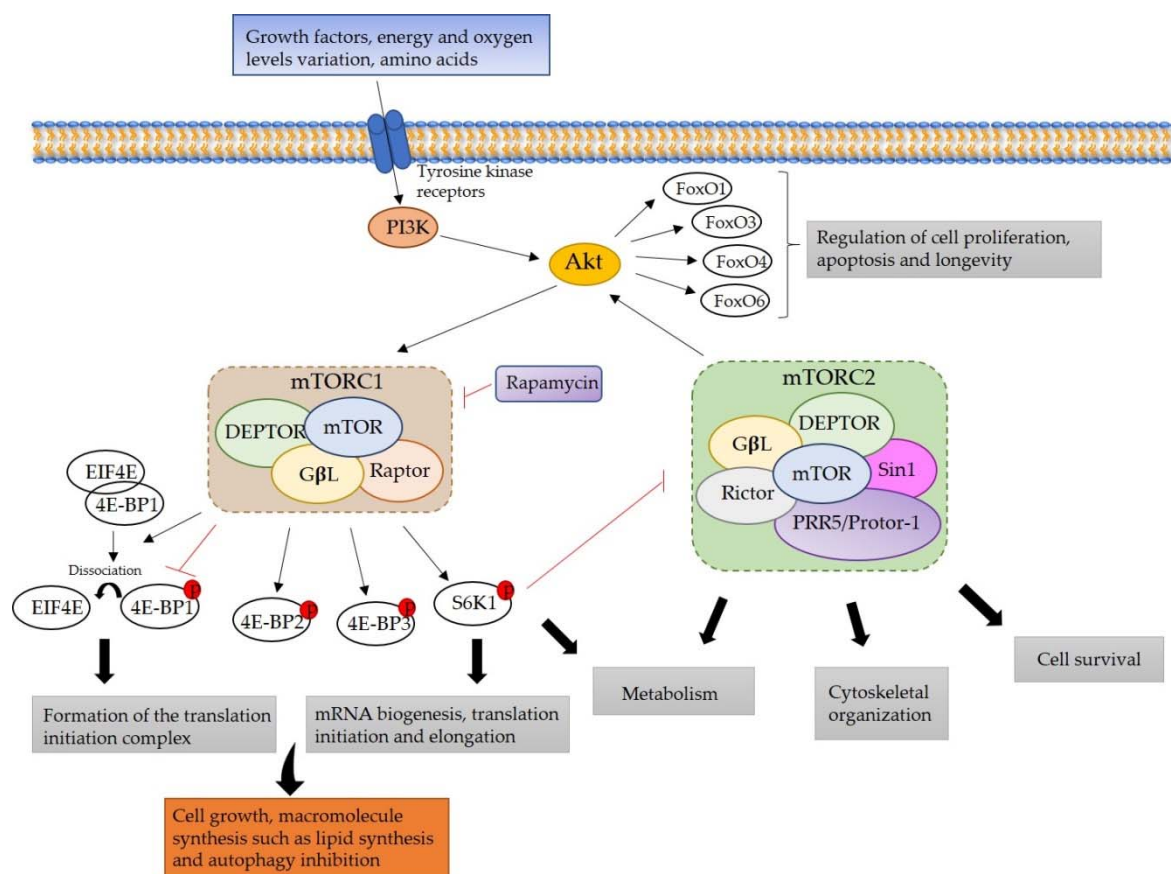 Growth factors, energy and oxygen
levels variation, amino acids
Tyrosine kinase
receptors
PI3K
Akt
FoxO1
FoxO3
FoxO4
FoxO6
Regulation of cell proliferation,
apoptosis and longevity
mTORC1
DEPTOR
mTOR
GβL
Raptor
Rapamycin
mTORC2
DEPTOR
GβL
mTOR
Sin1
Rictor
PRR5/Protor-1
EIF4E
4E-BP1
Dissociation
EIF4E
4E-BP1
p
4E-BP2
p
4E-BP3
p
S6K1
p
Formation of the translation
initiation complex
mRNA biogenesis, translation
initiation and elongation
Metabolism
Cytoskeletal
organization
Cell survival
Cell growth, macromolecule
synthesis such as lipid synthesis
and autophagy inhibition